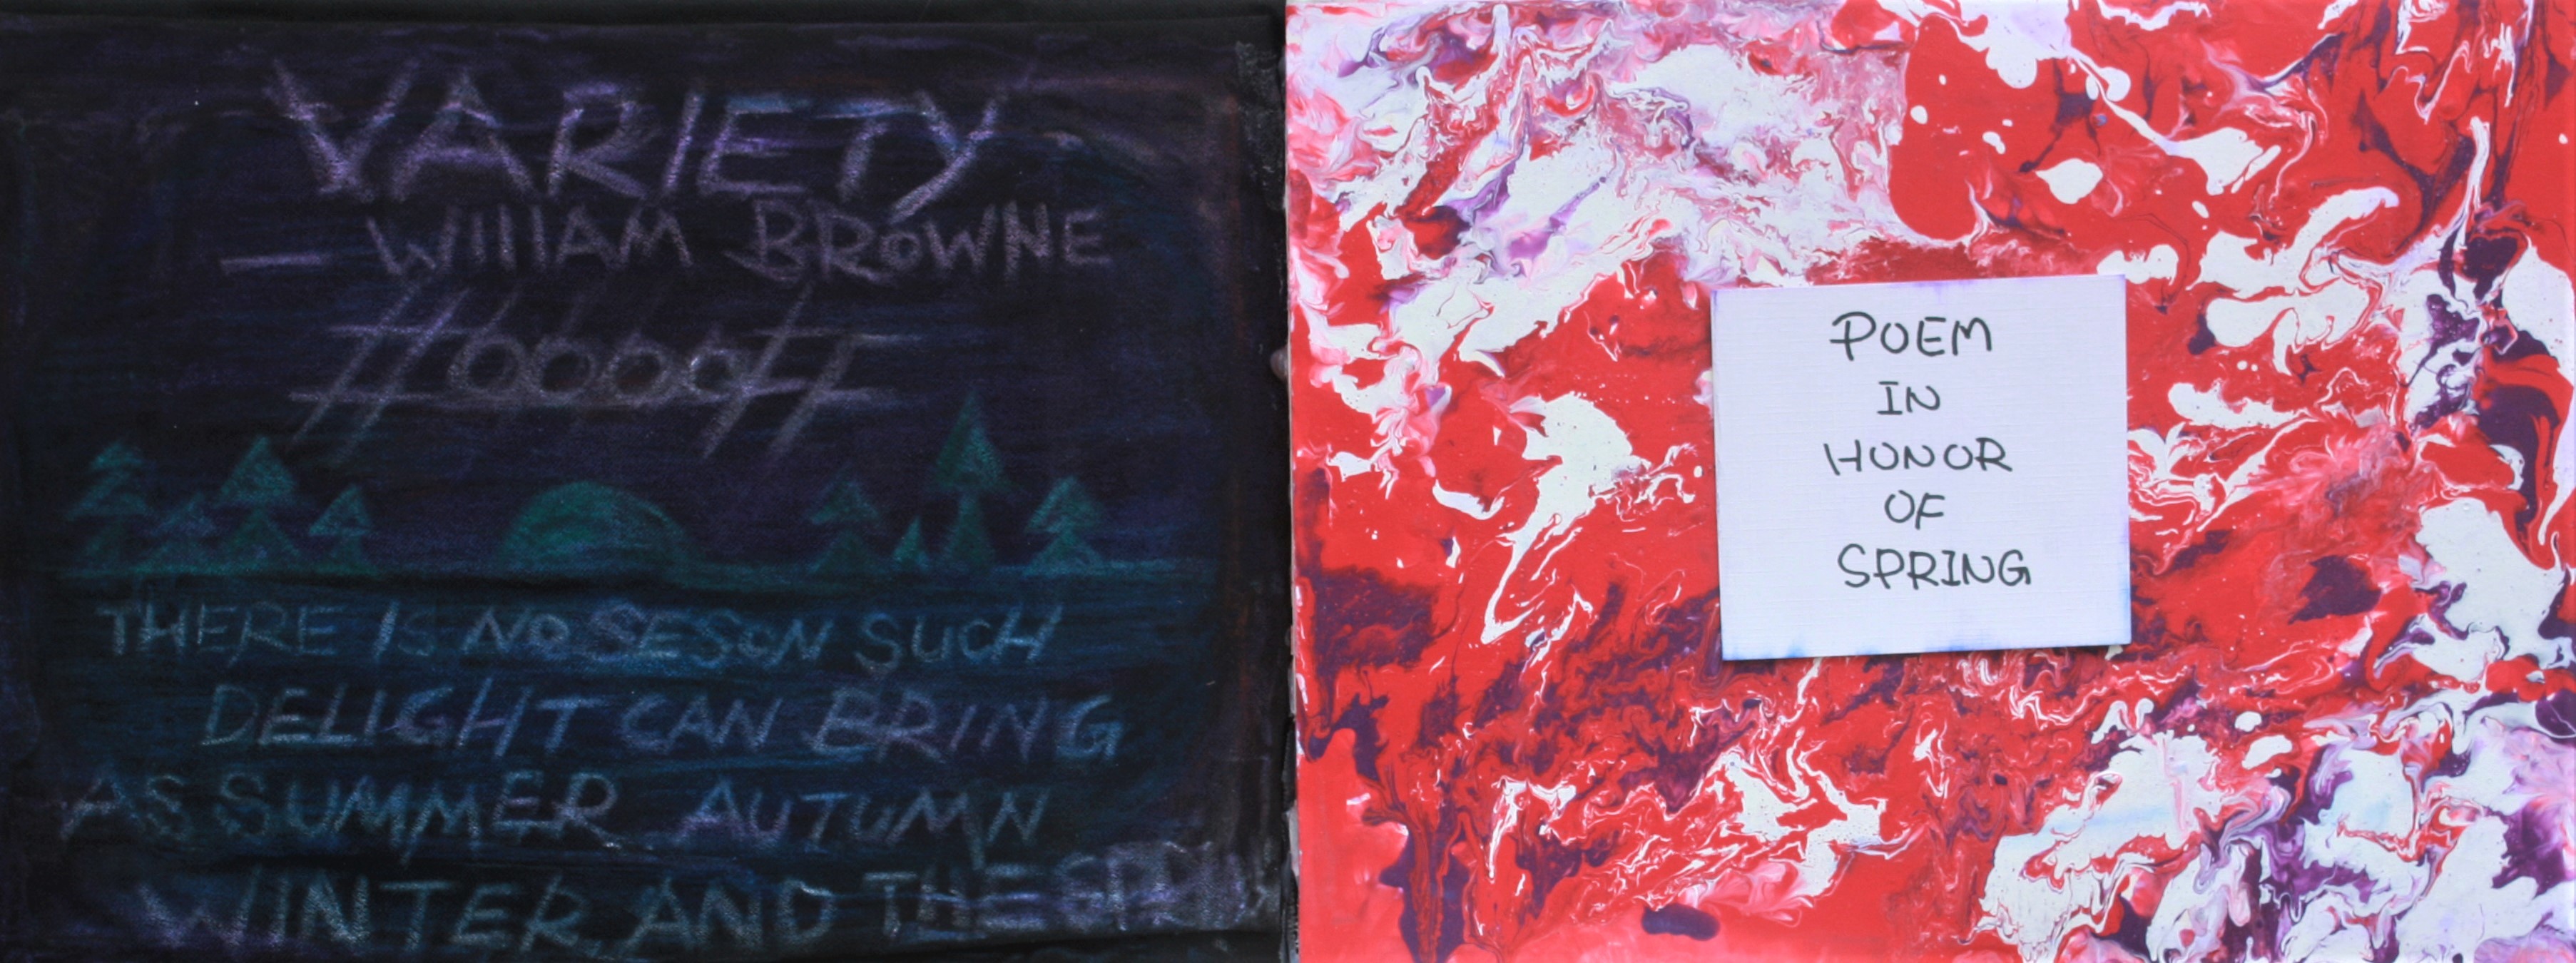 VARIETY
— WIllIAM BROWNE
THERE IS NO SESON SUCH
DELIGHT CAN BRING
AS SUMMER AUTUMN
WINTER, AND THE SPRING
POEM
IN
HONOR
OF
SPRING